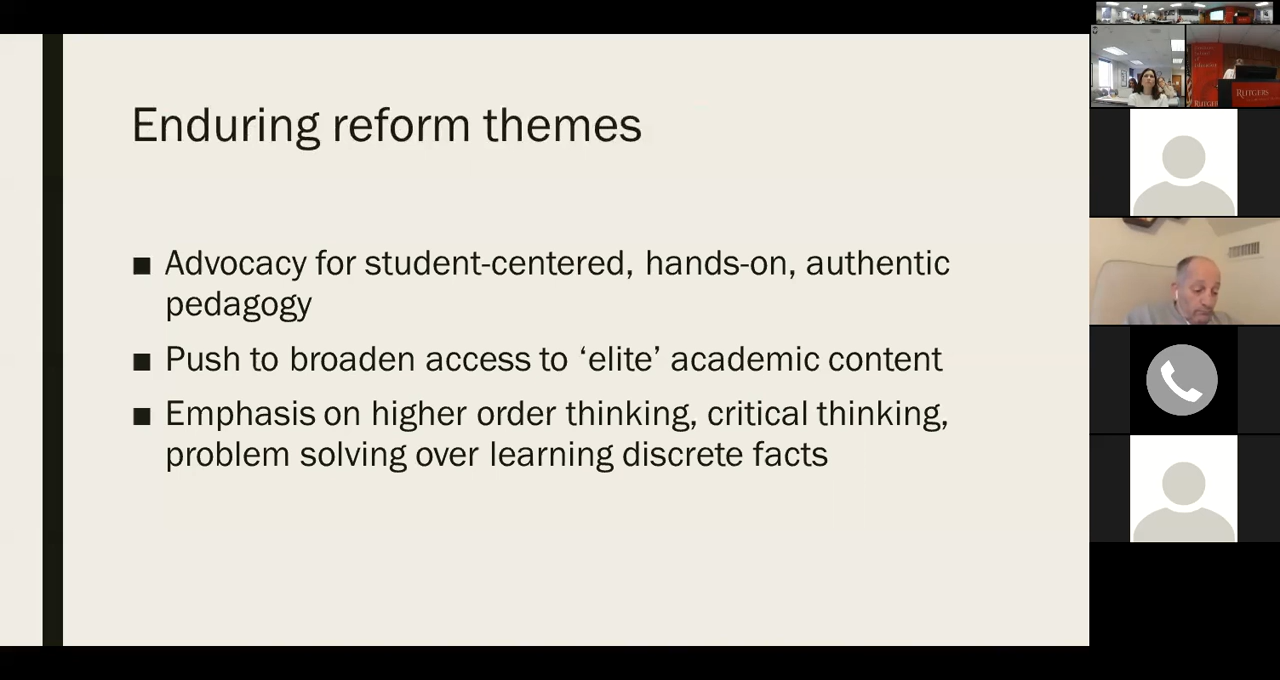 Enduring reform themes
■ Advocacy for student-centered, hands-on, authentic
pedagogy
■ Push to broaden access to ‘elite’ academic content
■ Emphasis on higher order thinking, critical thinking,
problem solving over learning discrete facts
RUTGERS